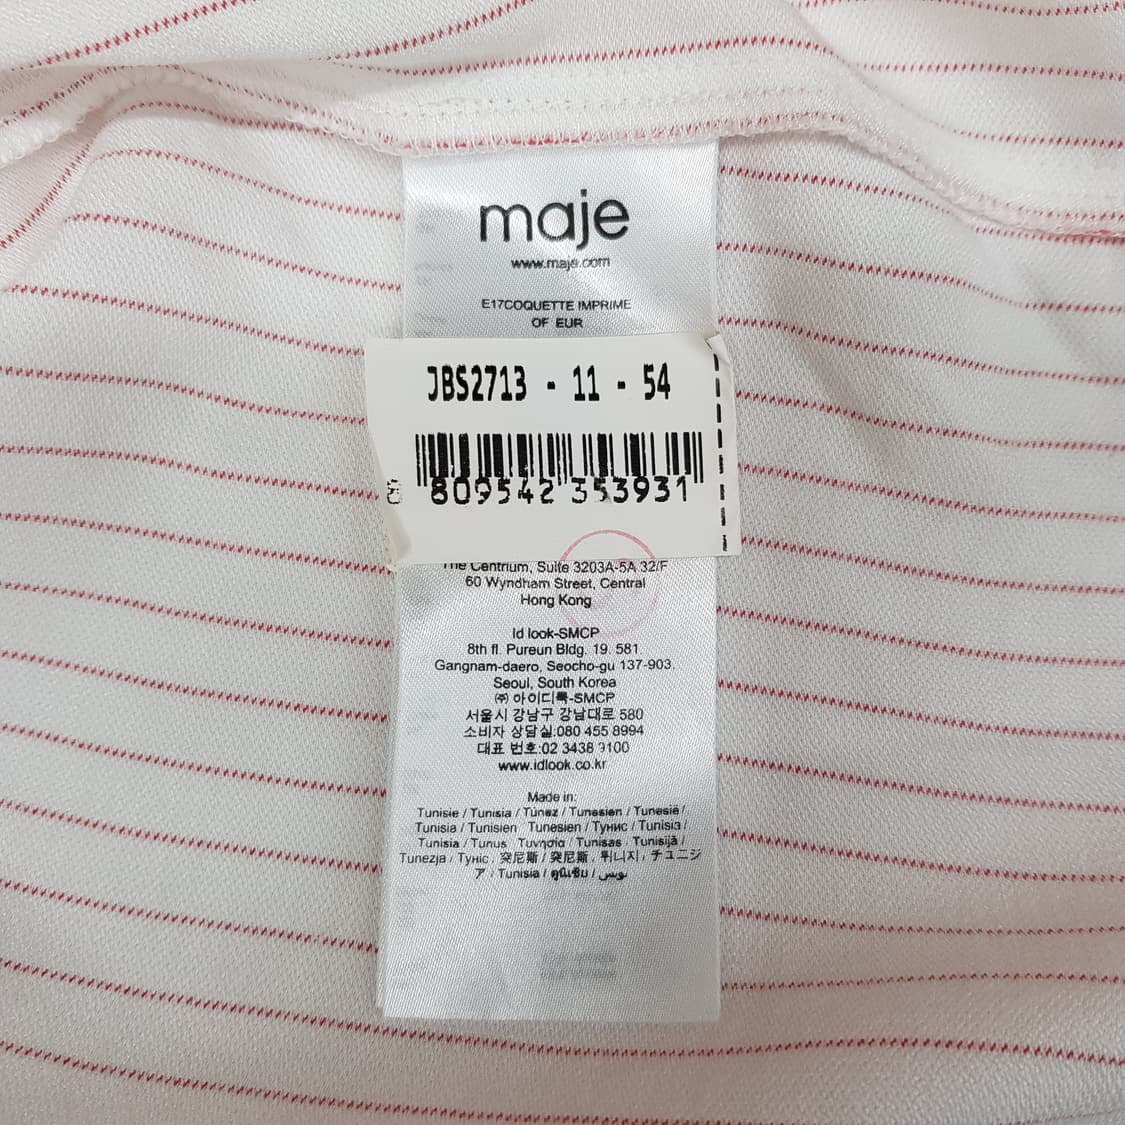 maje
www.maje.com
E17COQUETTE IMPRIME
OF EUR
JBS2713 - 11 - 54
809542 353931
The Centrium, Suite 3203A-5A 32/F
60 Wyndham Street, Central
Hong Kong
Id look-SMCP
8th fl. Pureun Bldg. 19. 581
Gangnam-daero, Seocho-gu 137-903.
Seoul, South Korea
㈜ 아이디룩-SMCP
서울시 강남구 강남대로 580
소비자 상담실:080 455 8994
대표 번호:02 3438 9100
www.idlook.co.kr
Made in:
Tunisie / Tunisia / Túnez / Tunesien / Tunesië /
Tunisia / Tunisien Tunesien / Тунис / Tunisia /
Tunisia / Tunus Τυνησία / Tunisas Tunisijā /
Tunezja / Туніс . 突尼斯 / 突尼斯 . 튀니지 . チュニジ
ア / Tunisia / ตูนิเซีย / تونس